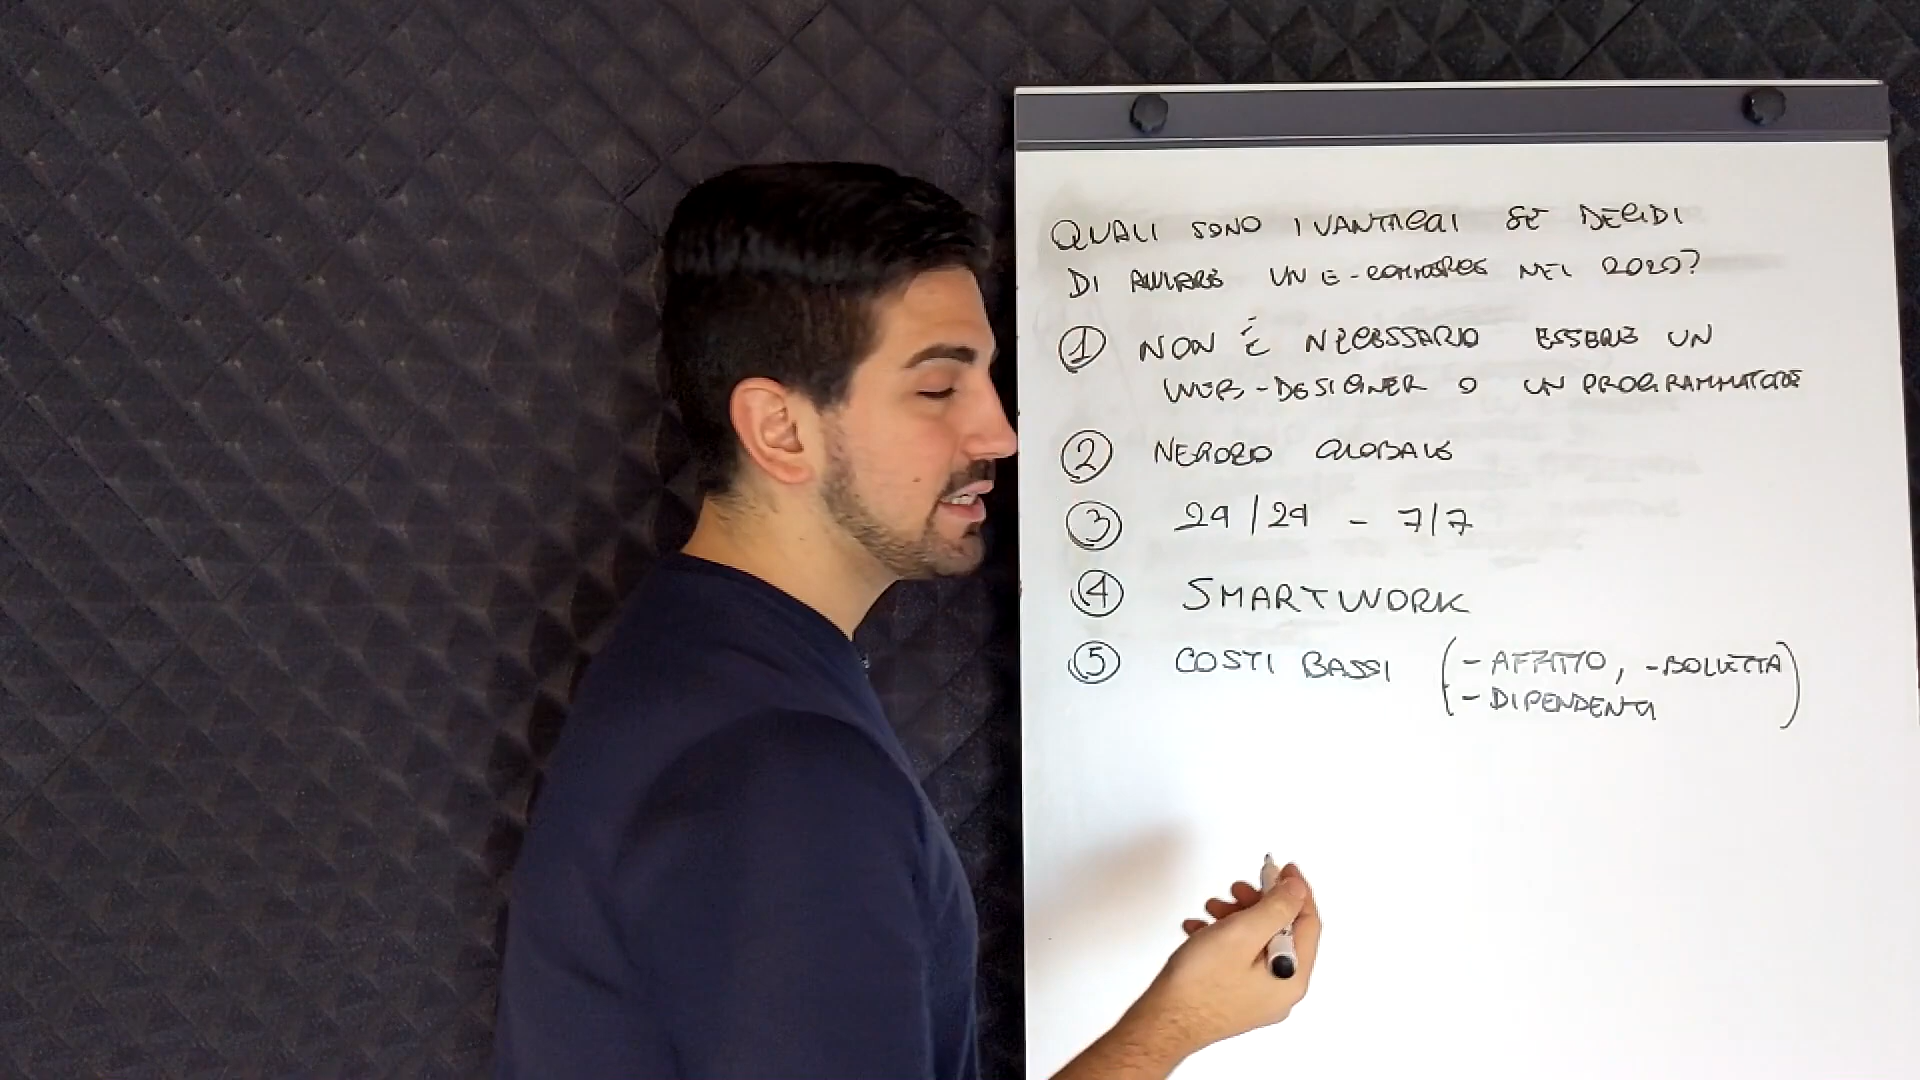 QUALI SONO I VANTAGGI SE DECIDI
DI AVVIARE UN E-COMMERCE NEL 2020?
① NON È NECESSARIO ESSERE UN
WEB-DESIGNER O UN PROGRAMMATORE
② NEGOZIO GLOBALE
③ 24/24 - 7/7
④ SMARTWORK
⑤ COSTI BASSI (- AFFITTO, - BOLLETTA
- DIPENDENTI)